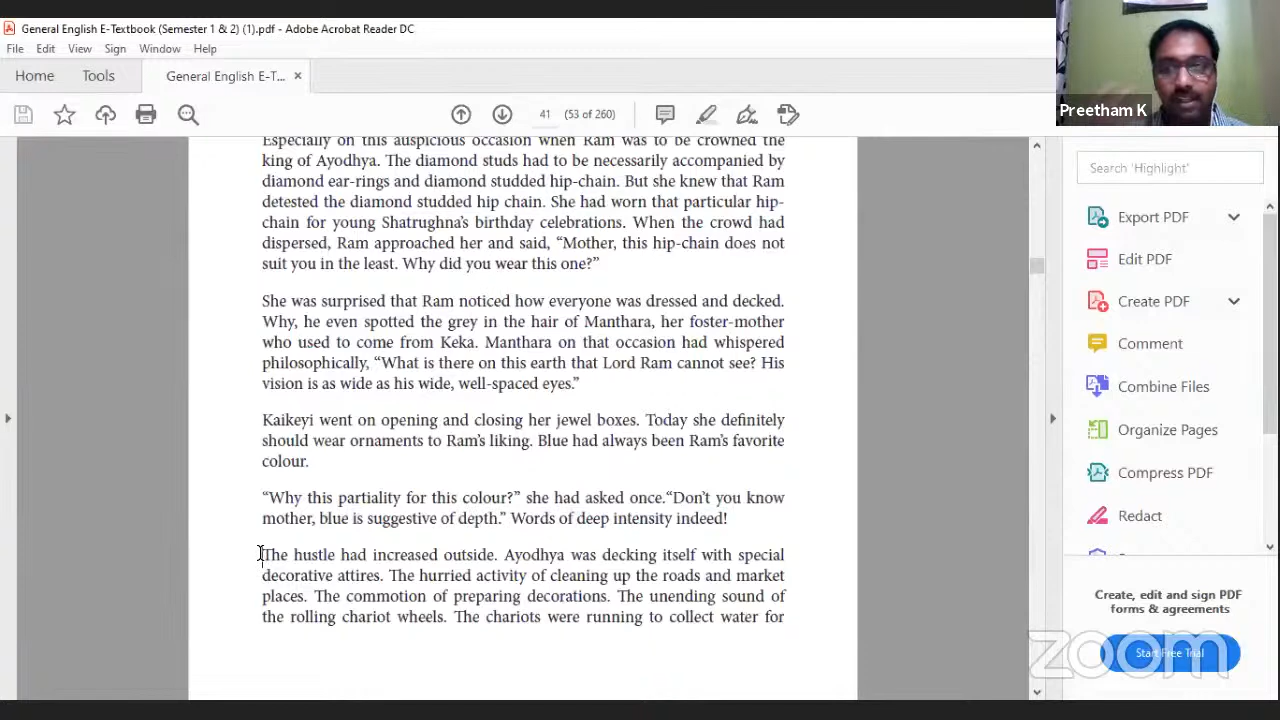 General English E-Textbook (Semester 1 & 2) (1).pdf - Adobe Acrobat Reader DC
File Edit View Sign Window Help
Home Tools General English E-T... ×
41 (53 of 260)
Preetham K
Especially on this auspicious occasion when Ram was to be crowned the
king of Ayodhya. The diamond studs had to be necessarily accompanied by
diamond ear-rings and diamond studded hip-chain. But she knew that Ram
detested the diamond studded hip chain. She had worn that particular hip-
chain for young Shatrughna's birthday celebrations. When the crowd had
dispersed, Ram approached her and said, “Mother, this hip-chain does not
suit you in the least. Why did you wear this one?”
She was surprised that Ram noticed how everyone was dressed and decked.
Why, he even spotted the grey in the hair of Manthara, her foster-mother
who used to come from Keka. Manthara on that occasion had whispered
philosophically, “What is there on this earth that Lord Ram cannot see? His
vision is as wide as his wide, well-spaced eyes.”
Kaikeyi went on opening and closing her jewel boxes. Today she definitely
should wear ornaments to Ram's liking. Blue had always been Ram's favorite
colour.
“Why this partiality for this colour?” she had asked once.“Don't you know
mother, blue is suggestive of depth.” Words of deep intensity indeed!
The hustle had increased outside. Ayodhya was decking itself with special
decorative attires. The hurried activity of cleaning up the roads and market
places. The commotion of preparing decorations. The unending sound of
the rolling chariot wheels. The chariots were running to collect water for
Search 'Highlight'
Export PDF
Edit PDF
Create PDF
Comment
Combine Files
Organize Pages
Compress PDF
Redact
Create, edit and sign PDF
forms & agreements
Start Free Trial
zoom